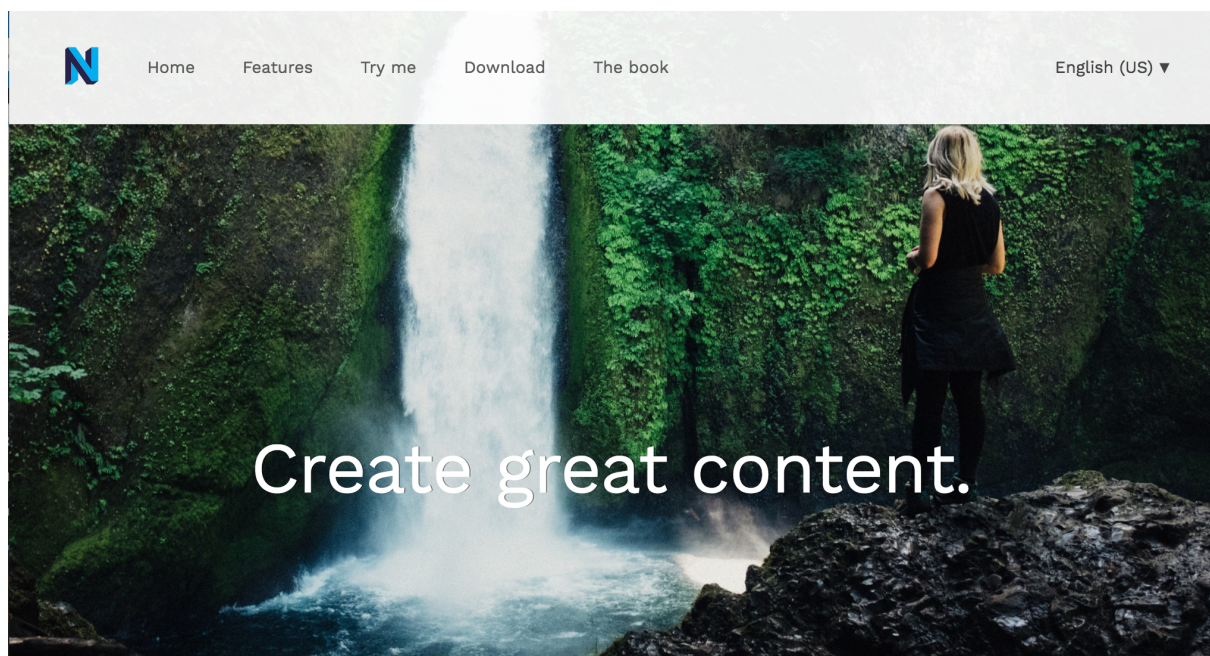 Home Features Try me Download The book English (US) ▼
Create great content.